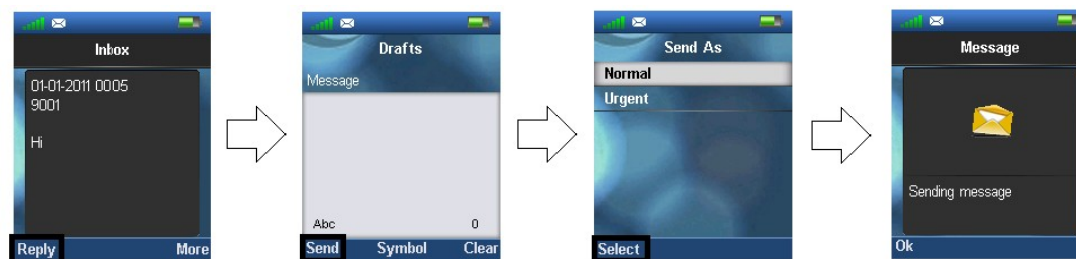 Inbox
01-01-2011 0005
9001
Hi
Reply More
Drafts
Message
Abc 0
Send Symbol Clear
Send As
Normal
Urgent
Select
Message
Sending message
Ok